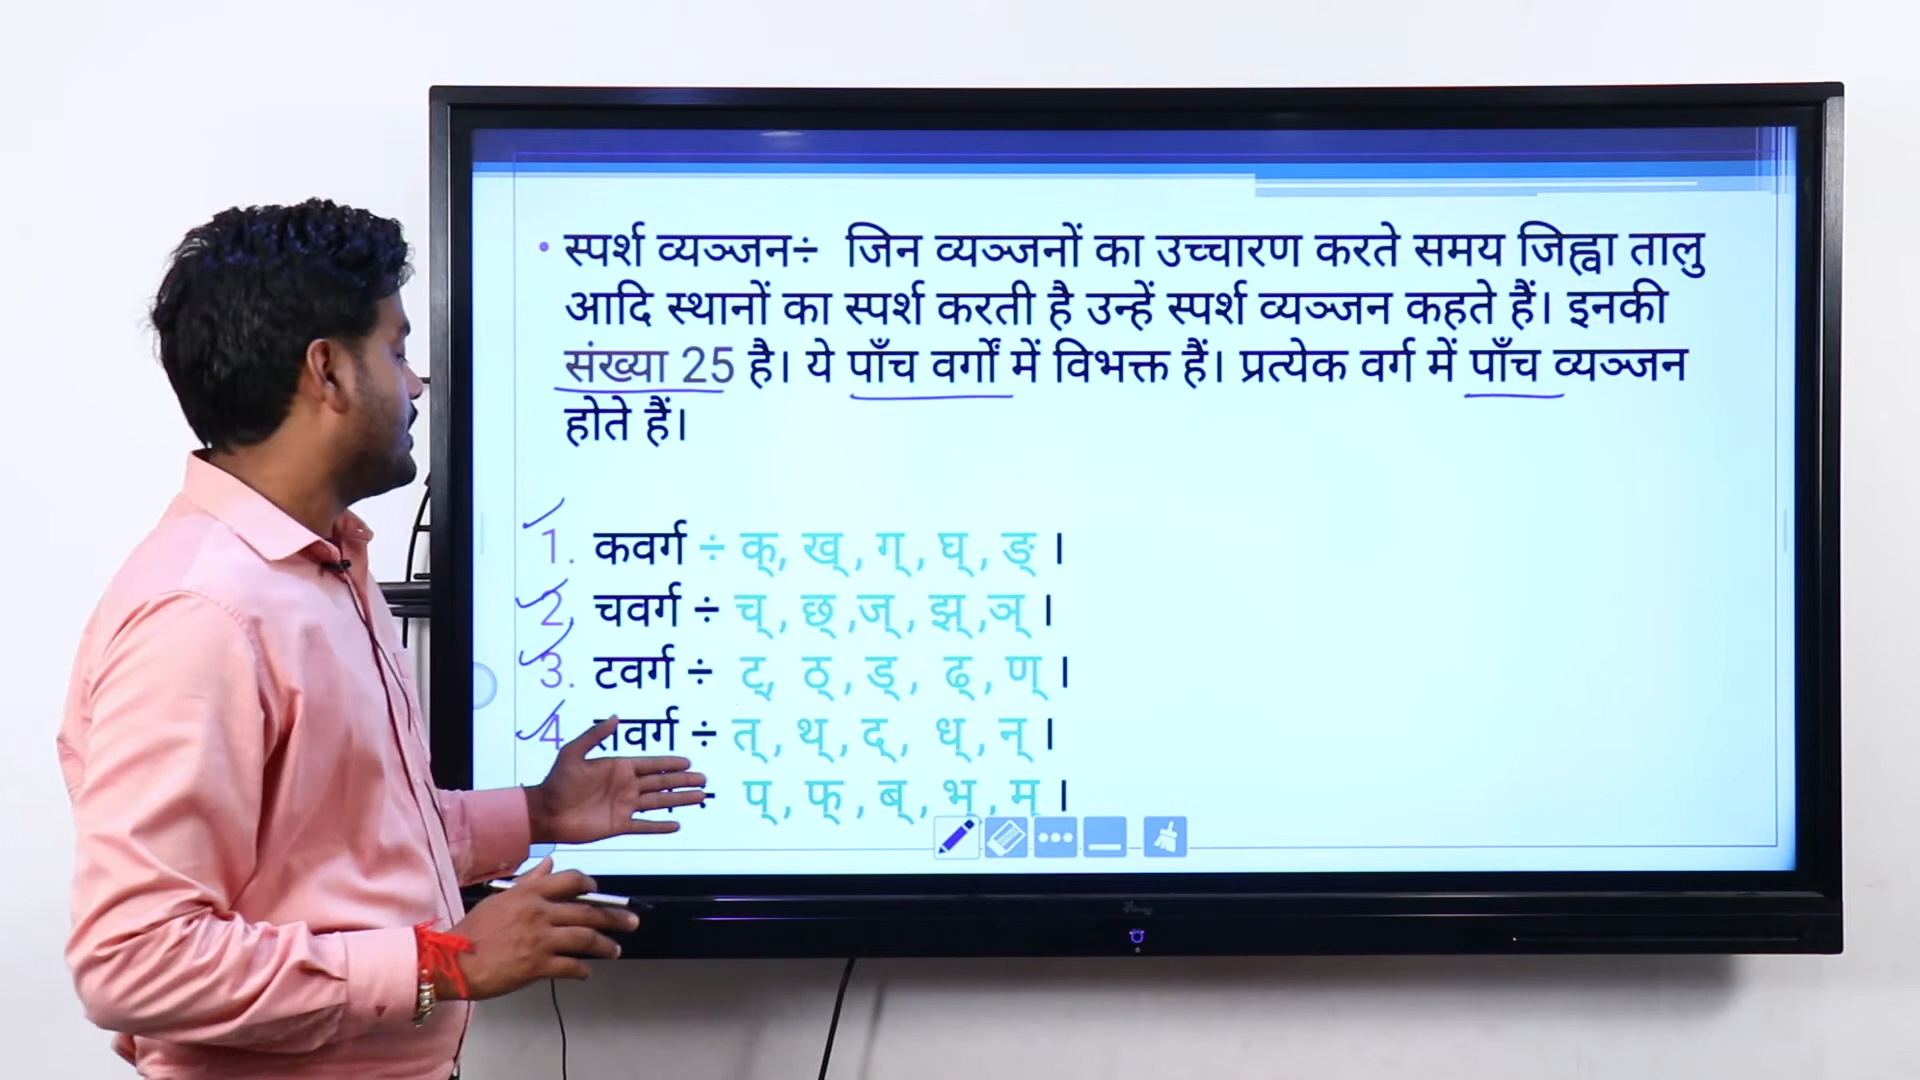 • स्पर्श व्यञ्जन÷ जिन व्यञ्जनों का उच्चारण करते समय जिह्वा तालु
आदि स्थानों का स्पर्श करती है उन्हें स्पर्श व्यञ्जन कहते हैं। इनकी
संख्या 25 है। ये पाँच वर्गों में विभक्त हैं। प्रत्येक वर्ग में पाँच व्यञ्जन
होते हैं।
1. कवर्ग ÷ क्, ख्, ग्, घ्, ङ् ।
2. चवर्ग ÷ च्, छ् ,ज्, झ् ,ञ् ।
3. टवर्ग ÷ ट्, ठ्, ड्, ढ्, ण् ।
4. तवर्ग ÷ त्, थ्, द्, ध्, न् ।
÷ प्, फ्, ब्, भ्, म् ।